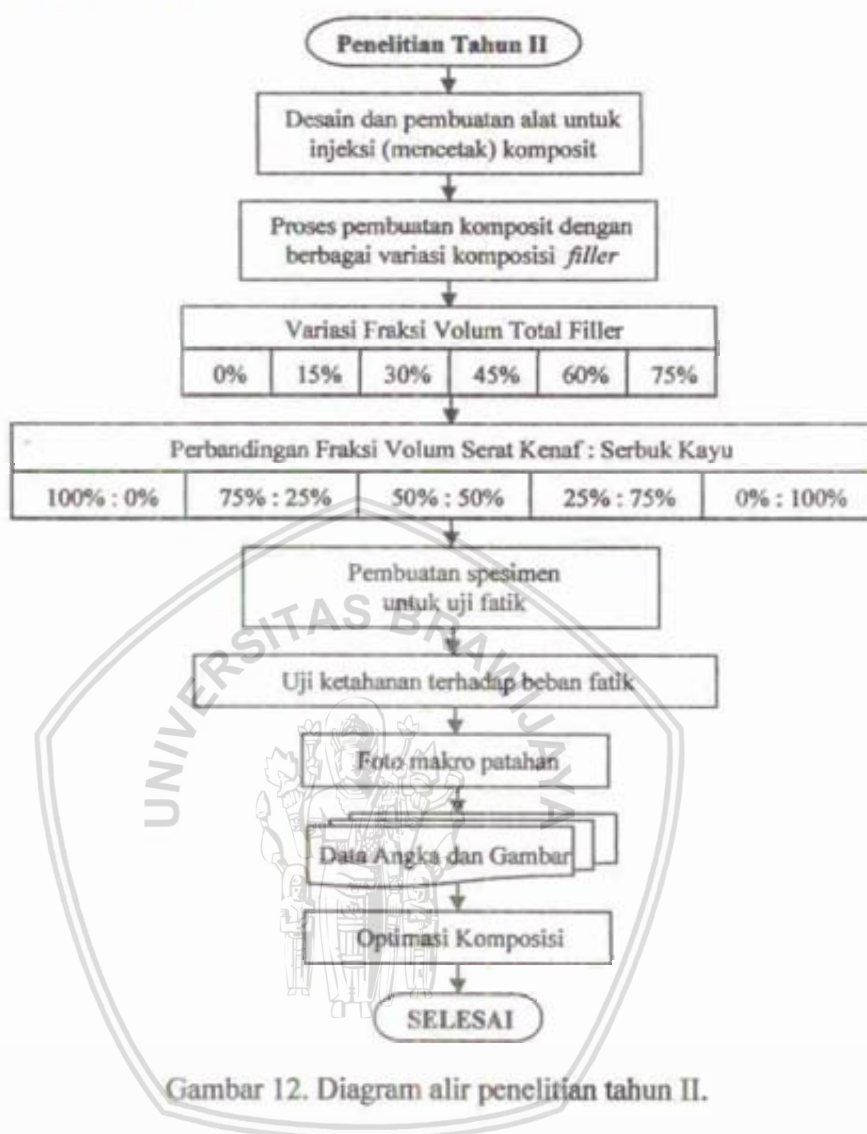 Penelitian Tahun II
Desain dan pembuatan alat untuk
injeksi (mencetak) komposit
Proses pembuatan komposit dengan
berbagai variasi komposisi filler
Variasi Fraksi Volum Total Filler
0% 15% 30% 45% 60% 75%
Perbandingan Fraksi Volum Serat Kenaf : Serbuk Kayu
100% : 0% 75% : 25% 50% : 50% 25% : 75% 0% : 100%
Pembuatan spesimen
untuk uji fatik
UNIVERSITAS BRAWIJAYA
Uji ketahanan terhadap beban fatik
Foto makro patahan
Data Angka dan Gambar
Optimasi Komposisi
SELESAI
Gambar 12. Diagram alir penelitian tahun II.